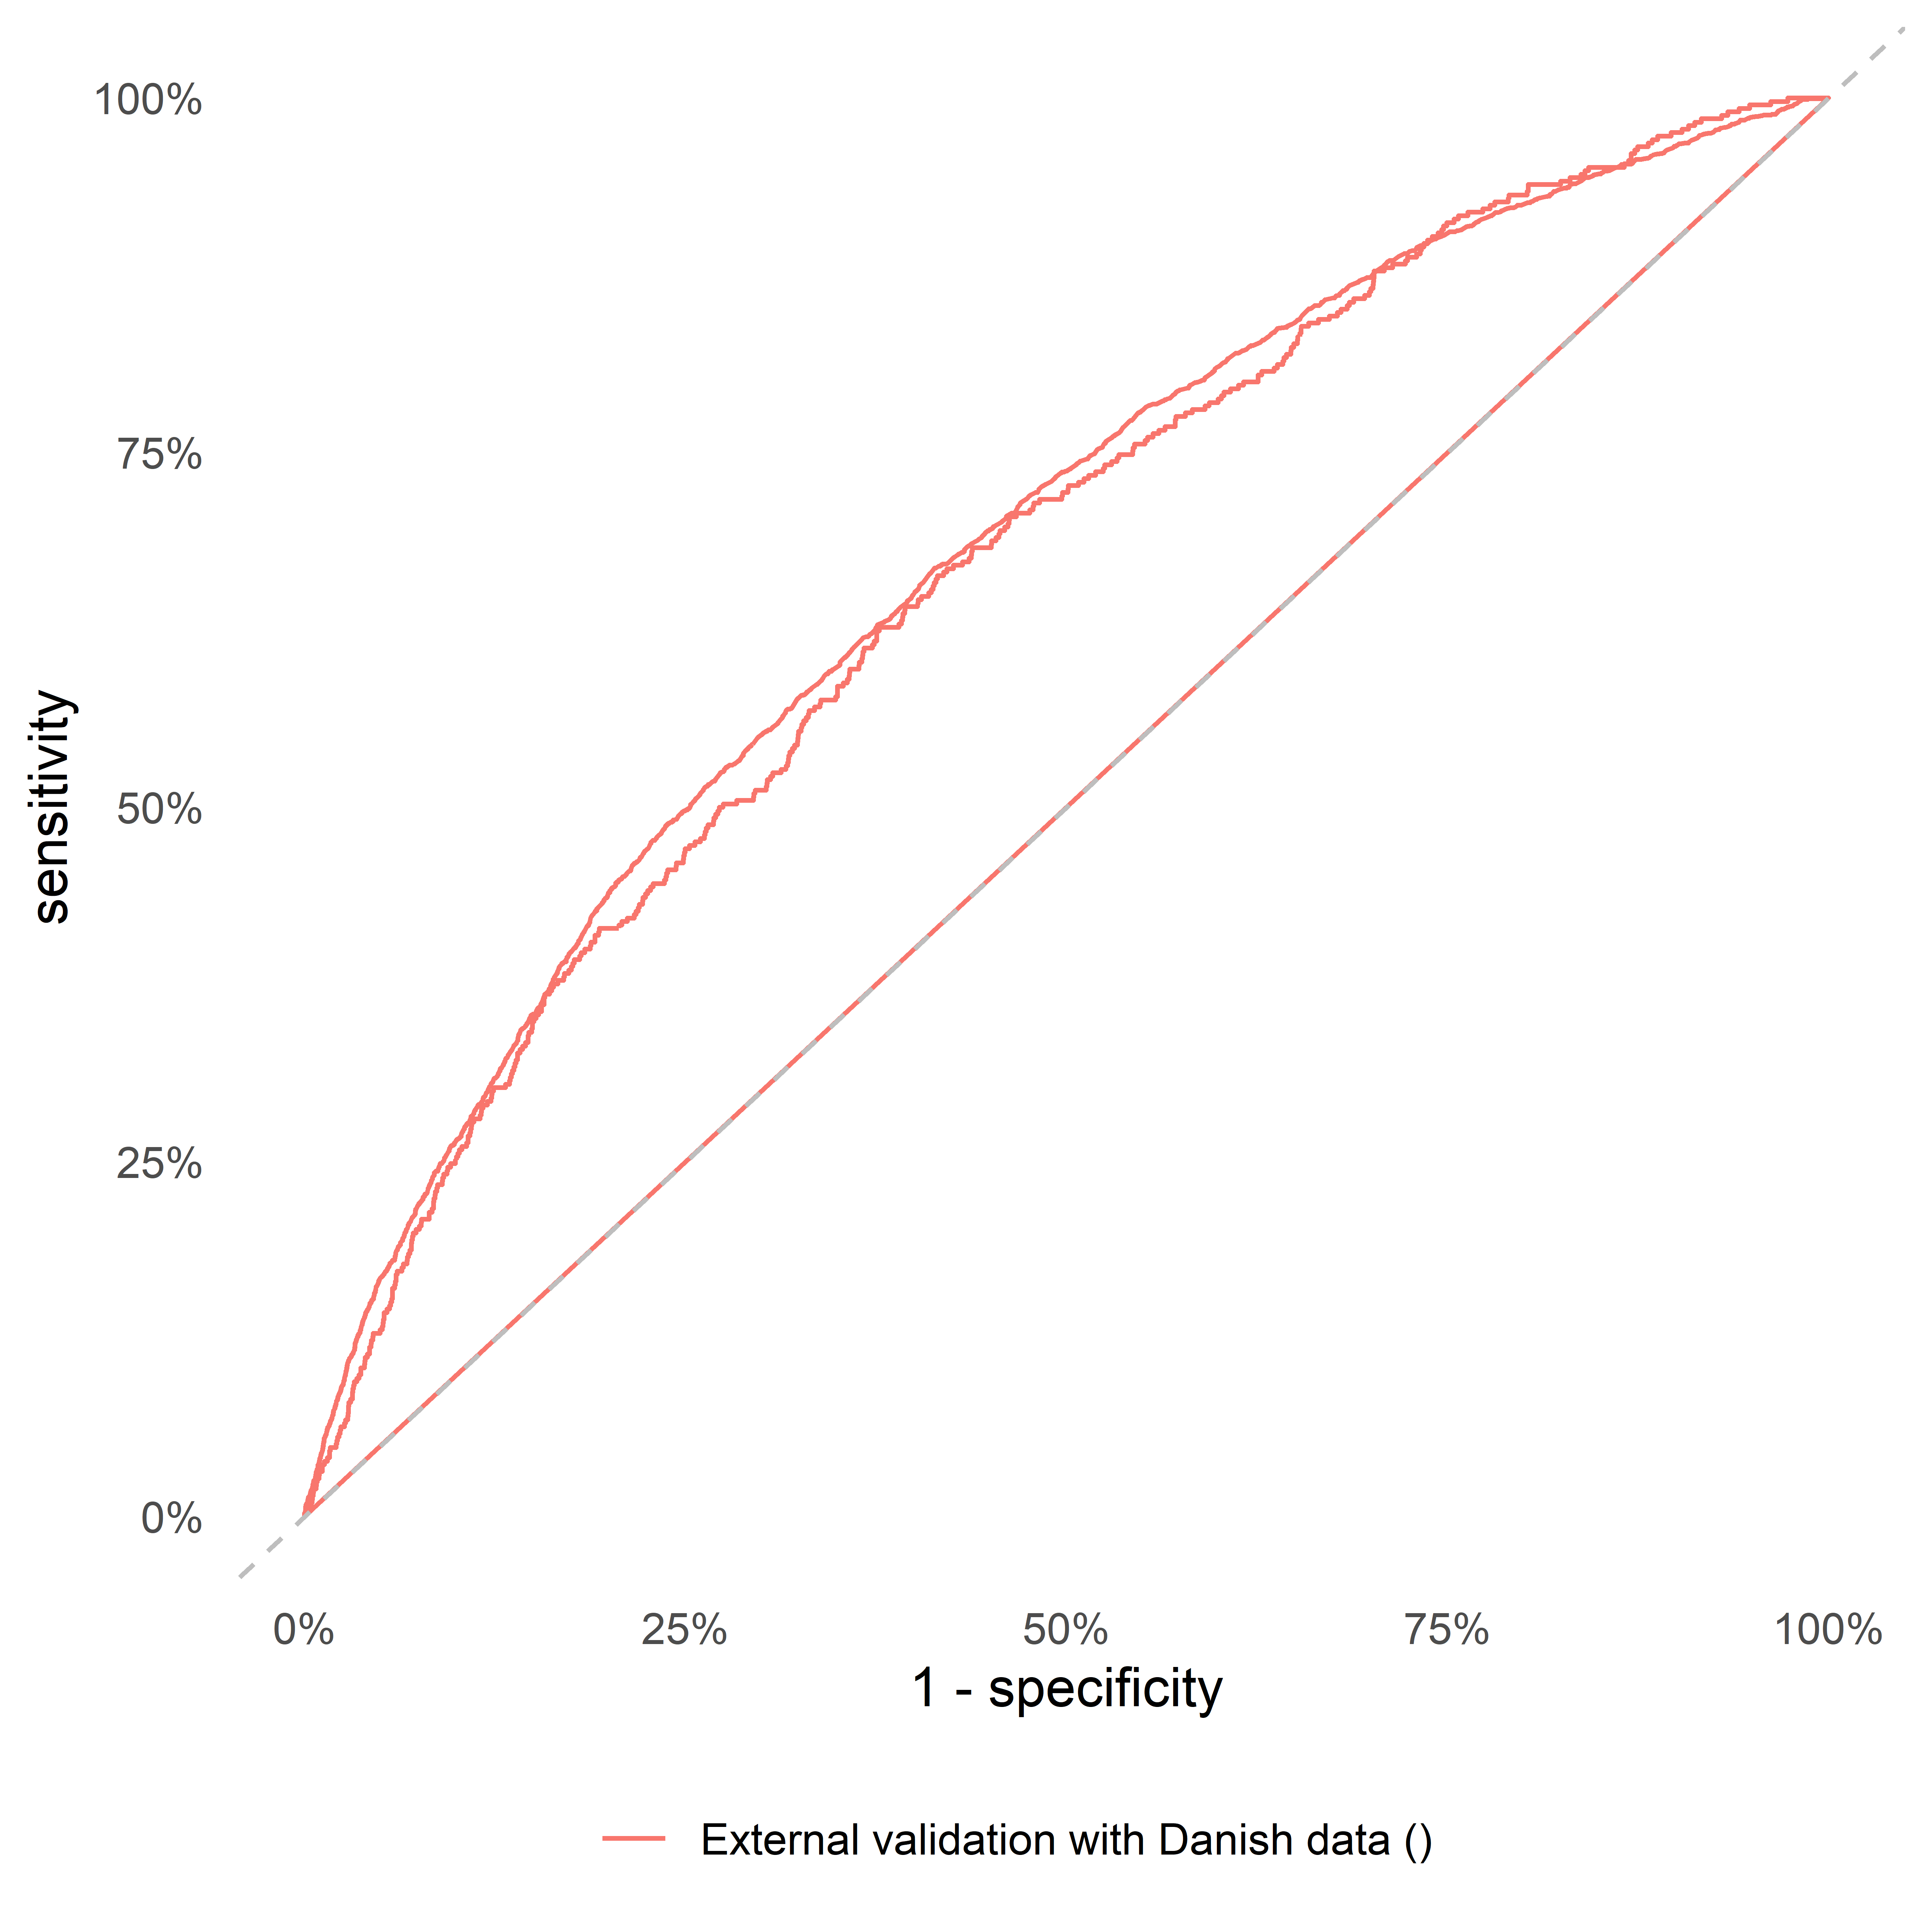 100%
75%
50%
25%
0%
sensitivity
0% 25% 50% 75% 100%
1 - specificity
External validation with Danish data ()